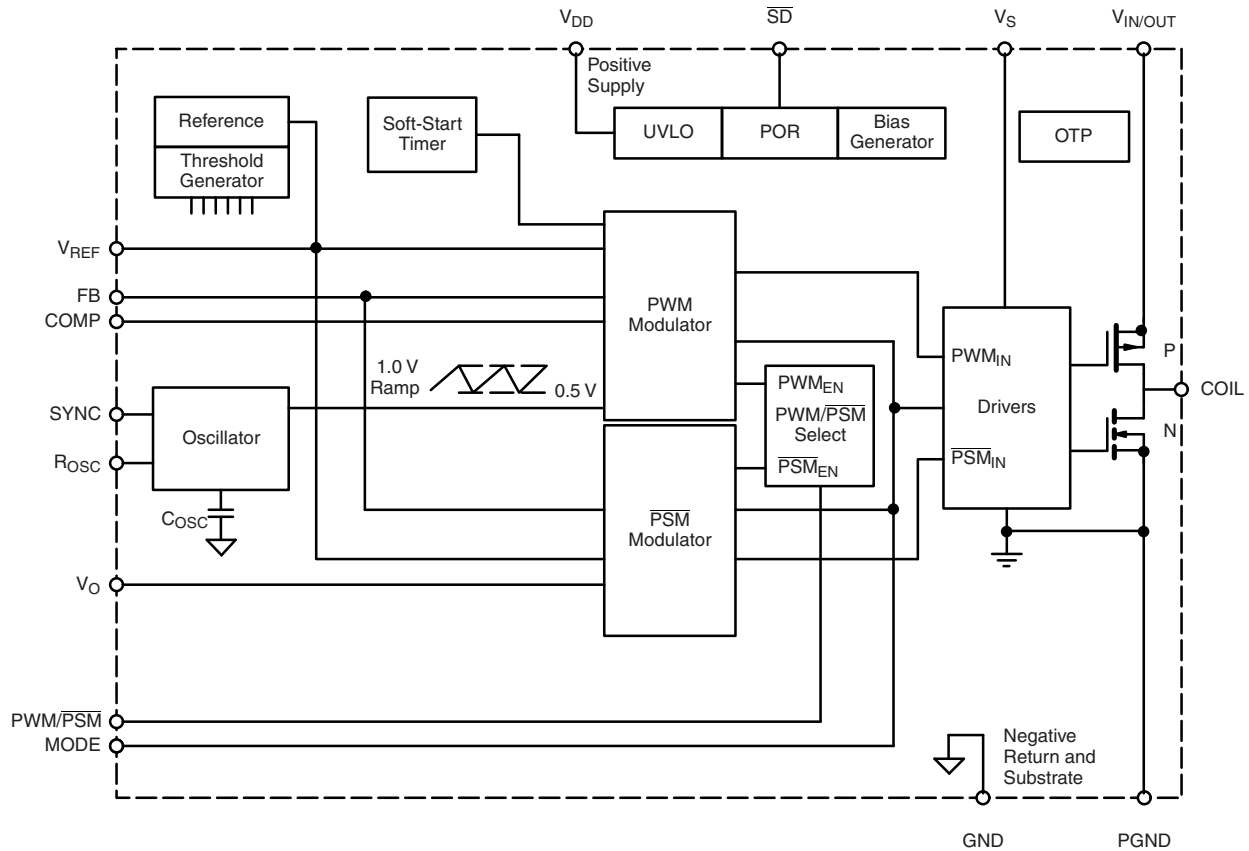 VDD
SD
VS
VIN/OUT
Positive
Supply
Reference
Threshold
Generator
Soft-Start
Timer
UVLO
POR
Bias
Generator
OTP
VREF
FB
COMP
PWM
Modulator
1.0 V
Ramp
0.5 V
SYNC
ROSC
Oscillator
COSC
PWMEN
PWM/PSM
Select
PSMEN
PWMIN
Drivers
PSMIN
P
N
COIL
PSM
Modulator
VO
PWM/PSM
MODE
Negative
Return and
Substrate
GND
PGND